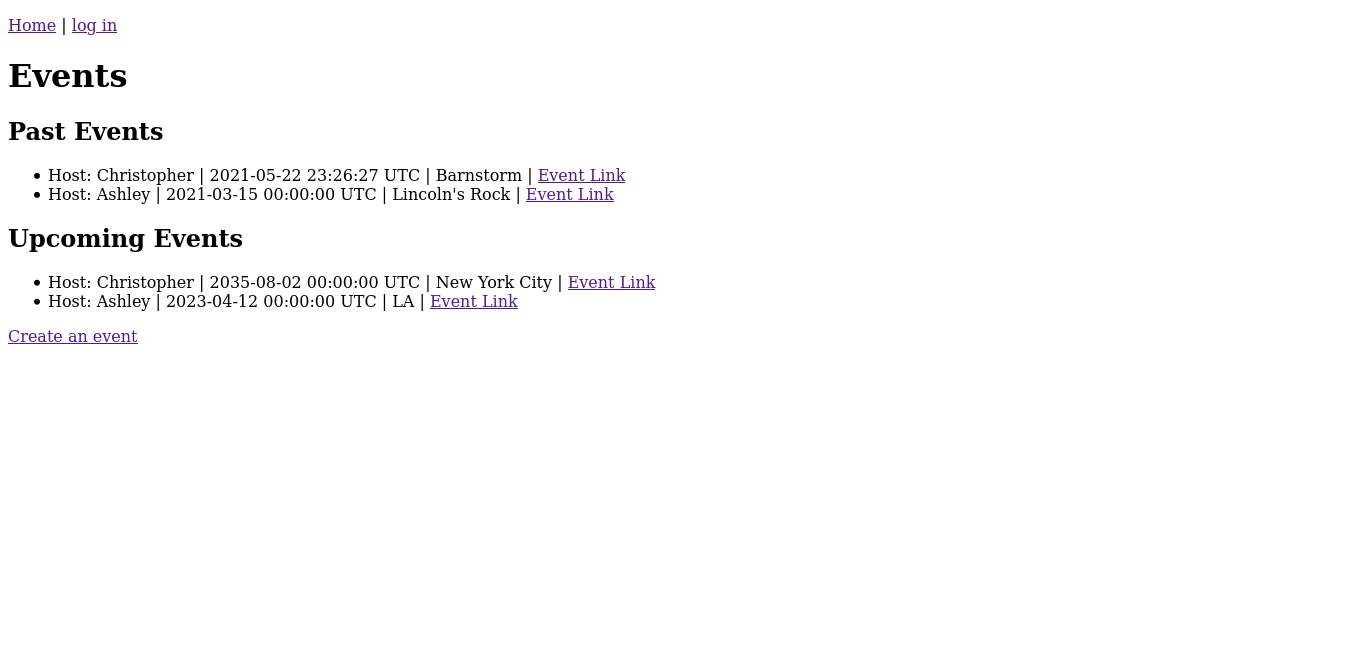 Home | log in
Events
Past Events
Host: Christopher | 2021-05-22 23:26:27 UTC | Barnstorm | Event Link
Host: Ashley | 2021-03-15 00:00:00 UTC | Lincoln's Rock | Event Link
Upcoming Events
Host: Christopher | 2035-08-02 00:00:00 UTC | New York City | Event Link
Host: Ashley | 2023-04-12 00:00:00 UTC | LA | Event Link
Create an event